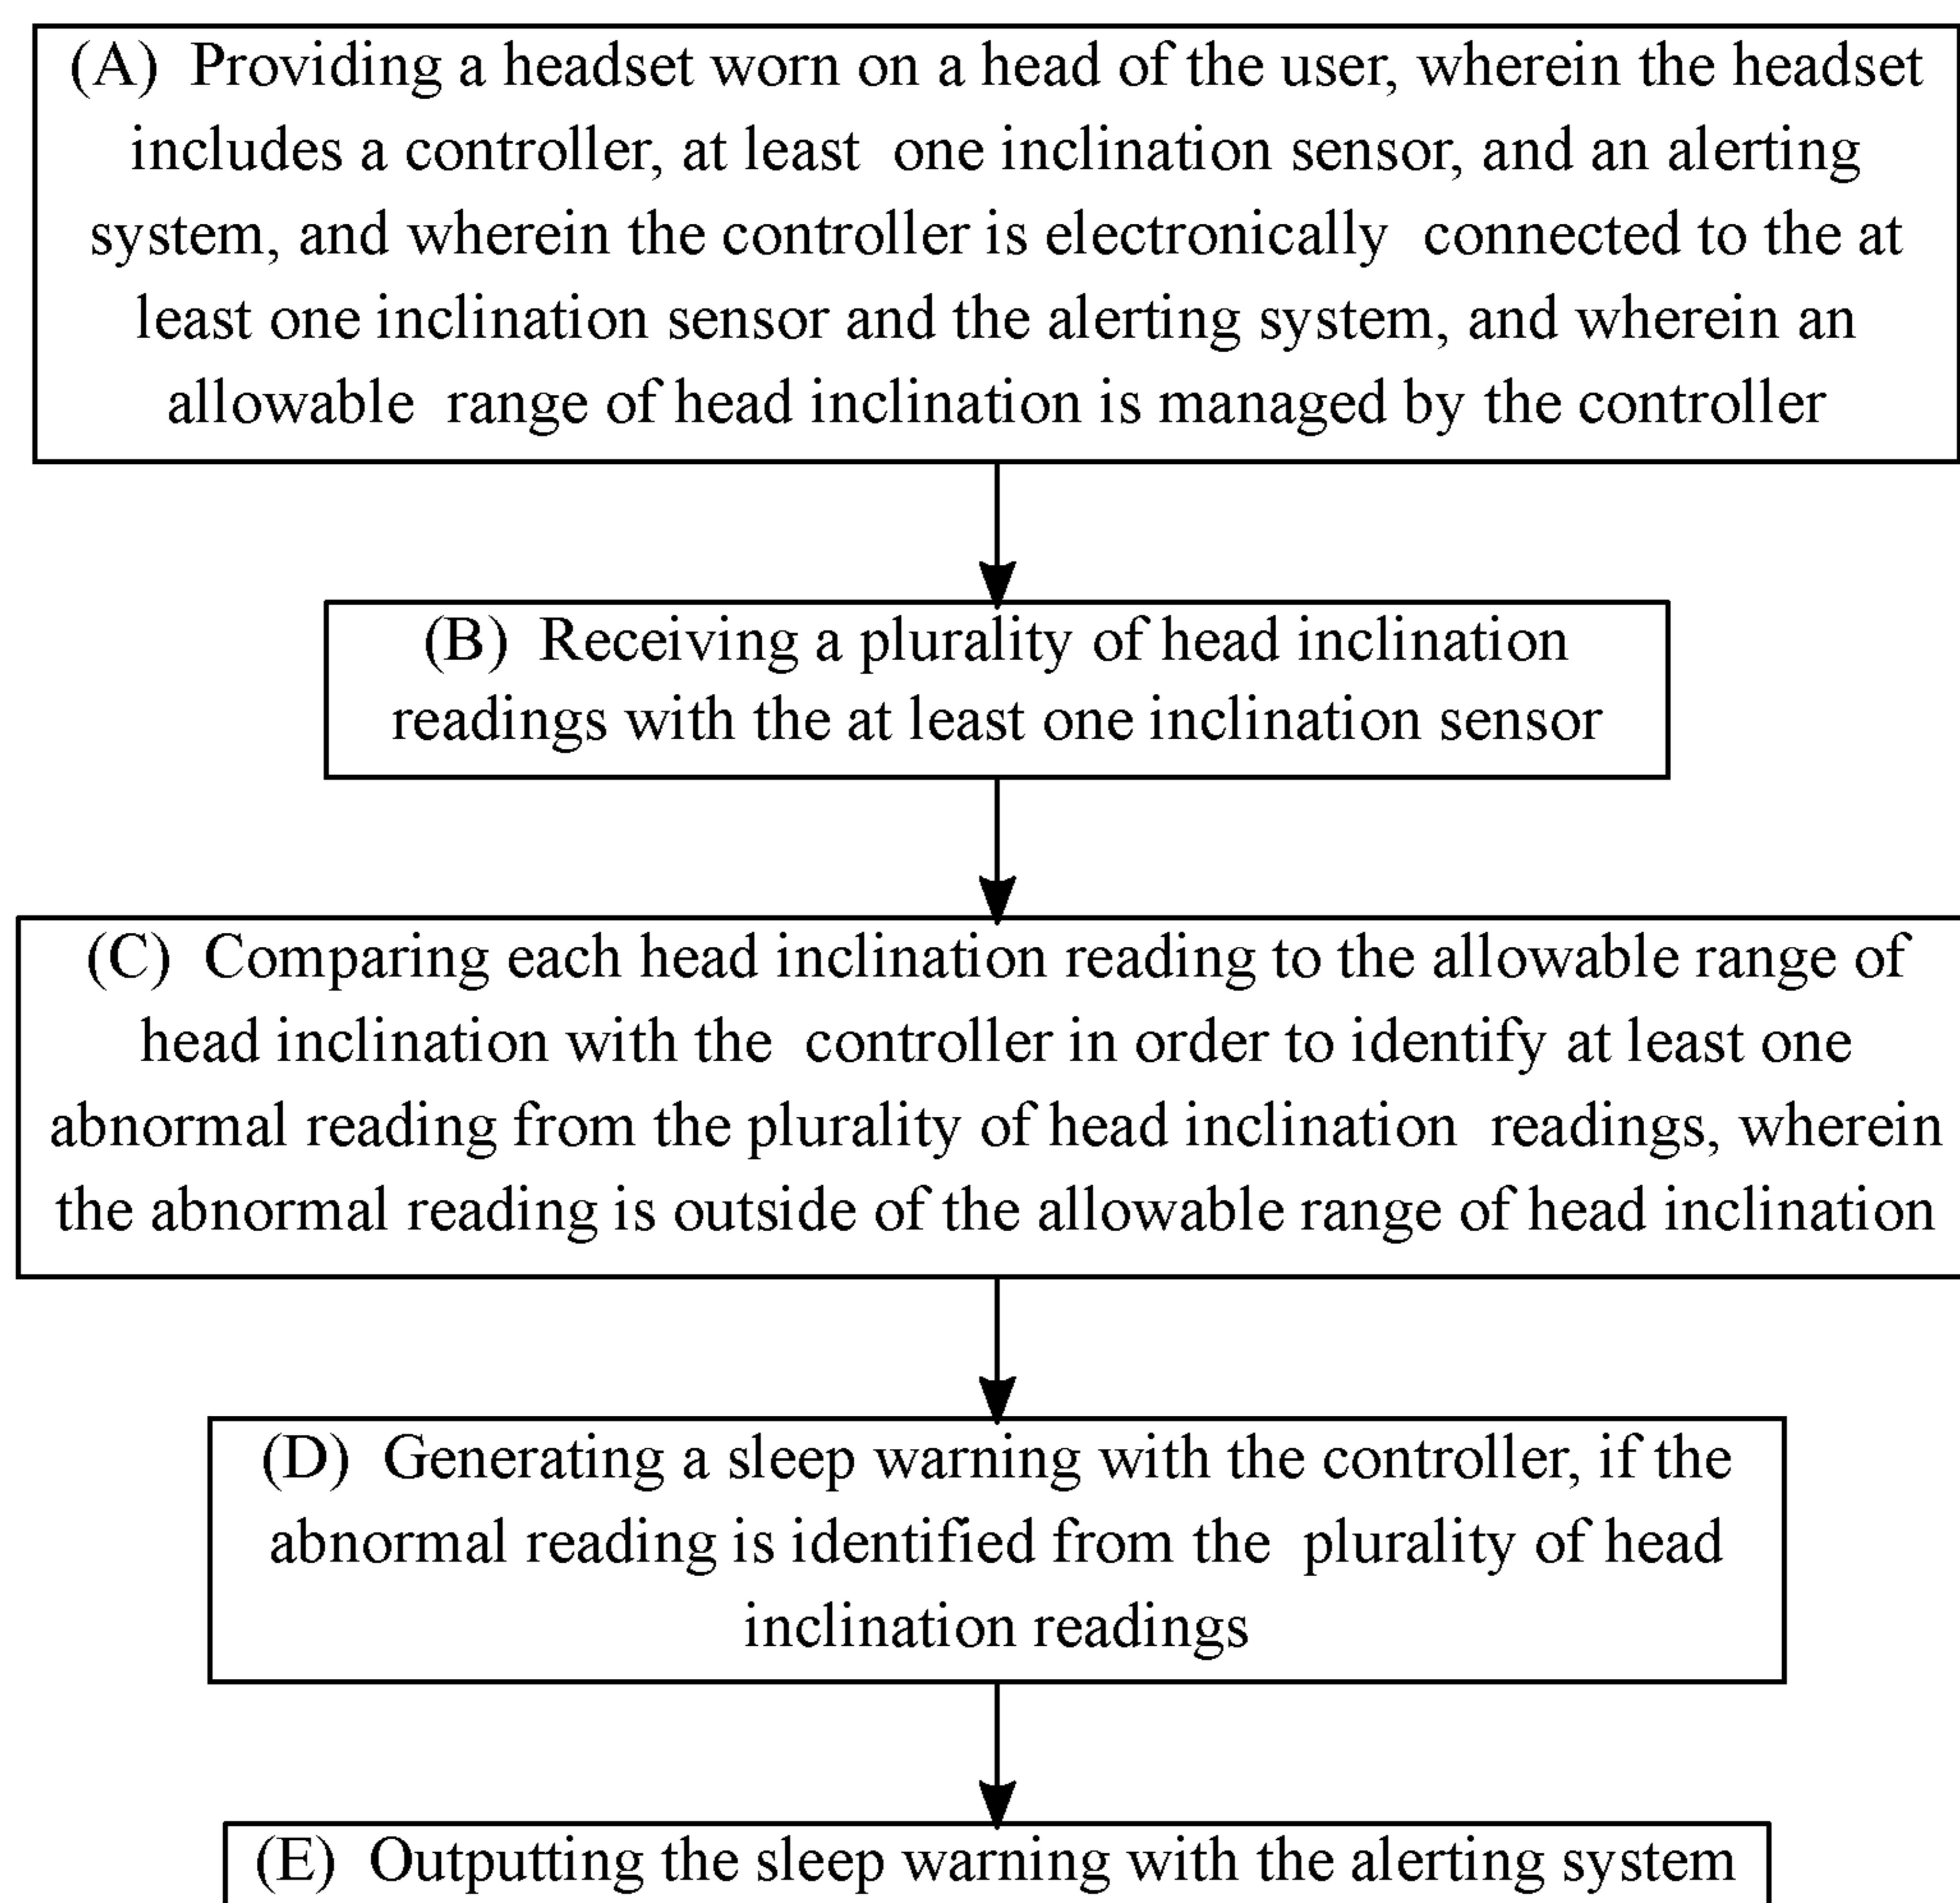 (A) Providing a headset worn on a head of the user, wherein the headset
includes a controller, at least one inclination sensor, and an alerting
system, and wherein the controller is electronically connected to the at
least one inclination sensor and the alerting system, and wherein an
allowable range of head inclination is managed by the controller
(B) Receiving a plurality of head inclination
readings with the at least one inclination sensor
(C) Comparing each head inclination reading to the allowable range of
head inclination with the controller in order to identify at least one
abnormal reading from the plurality of head inclination readings, wherein
the abnormal reading is outside of the allowable range of head inclination
(D) Generating a sleep warning with the controller, if the
abnormal reading is identified from the plurality of head
inclination readings
(E) Outputting the sleep warning with the alerting system